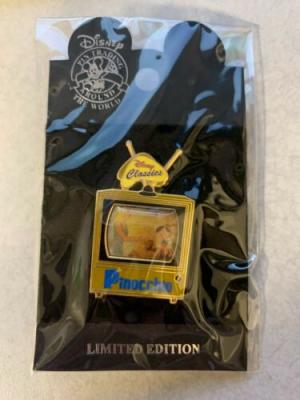 Disney
PIN TRADING
AROUND
THE WORLD
Disney
Classics
Pinocchio
LIMITED EDITION